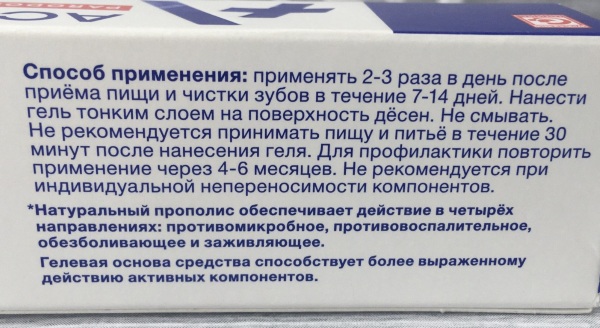 Способ применения: применять 2-3 раза в день после
приёма пищи и чистки зубов в течение 7-14 дней. Нанести
гель тонким слоем на поверхность дёсен. Не смывать.
Не рекомендуется принимать пищу и питьё в течение 30
минут после нанесения геля. Для профилактики повторить
применение через 4-6 месяцев. Не рекомендуется при
индивидуальной непереносимости компонентов.
*Натуральный прополис обеспечивает действие в четырёх
направлениях: противомикробное, противовоспалительное,
обезболивающее и заживляющее.
Гелевая основа средства способствует более выраженному
действию активных компонентов.